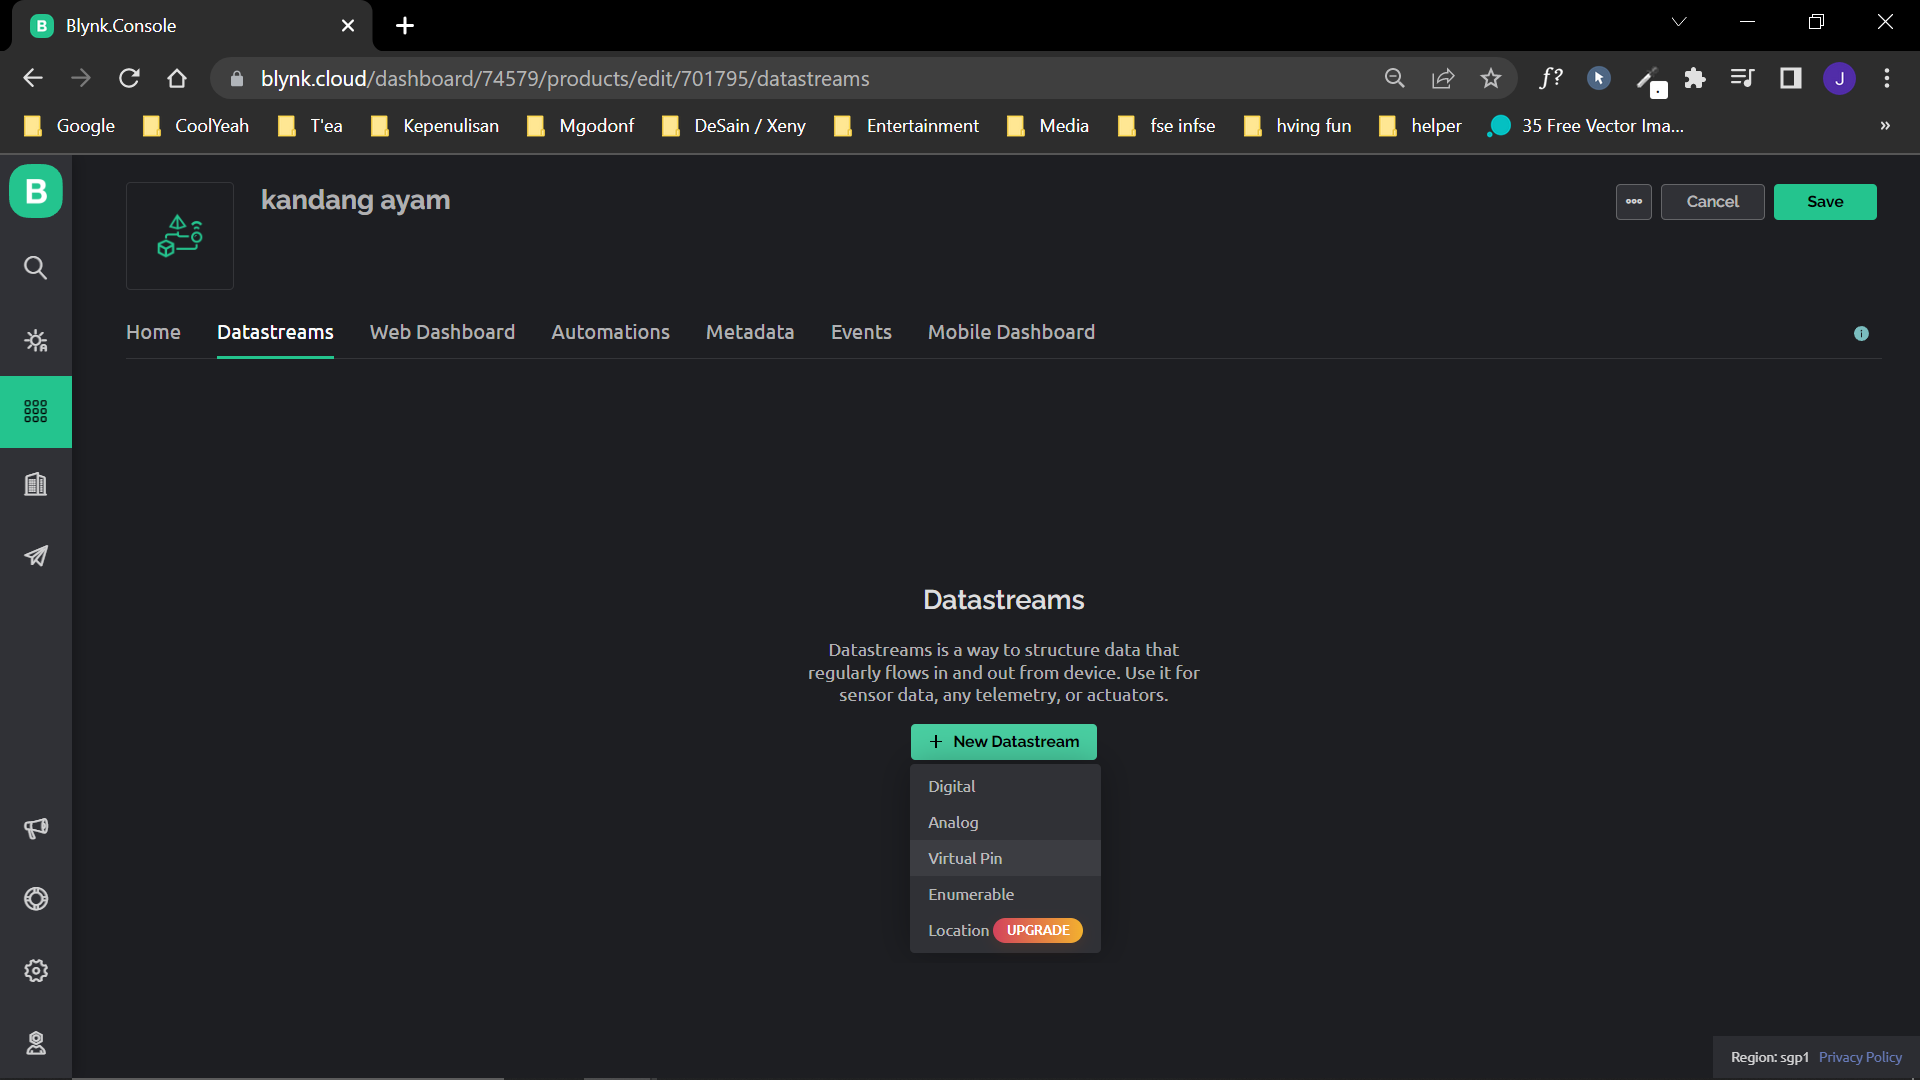 B Blynk.Console
blynk.cloud/dashboard/74579/products/edit/701795/datastreams
f?
J
Google CoolYeah T'ea Kepenulisan Mgodonf DeSain / Xeny Entertainment Media fse infse hving fun helper 35 Free Vector Ima... »
B
kandang ayam
Cancel
Save
Home Datastreams Web Dashboard Automations Metadata Events Mobile Dashboard
Datastreams
Datastreams is a way to structure data that
regularly flows in and out from device. Use it for
sensor data, any telemetry, or actuators.
+ New Datastream
Digital
Analog
Virtual Pin
Enumerable
Location UPGRADE
Region: sgp1 Privacy Policy